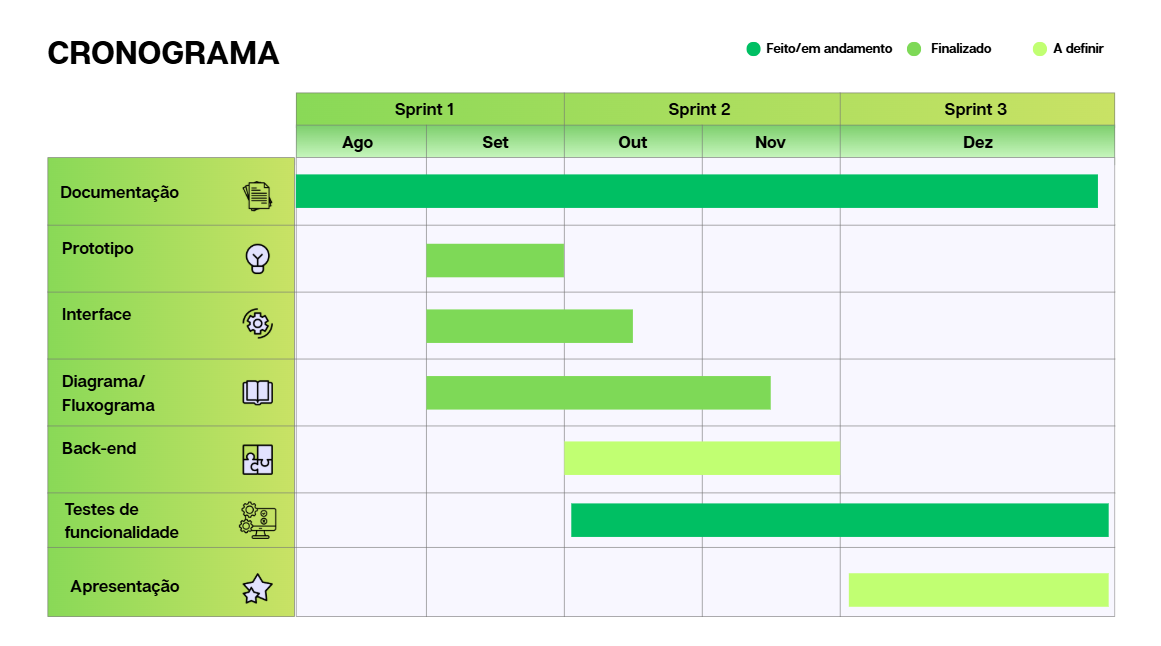 CRONOGRAMA
Feito/em andamento
Finalizado
A definir
Sprint 1
Sprint 2
Sprint 3
Ago
Set
Out
Nov
Dez
Documentação
Prototipo
Interface
Diagrama/
Fluxograma
Back-end
Testes de
funcionalidade
Apresentação